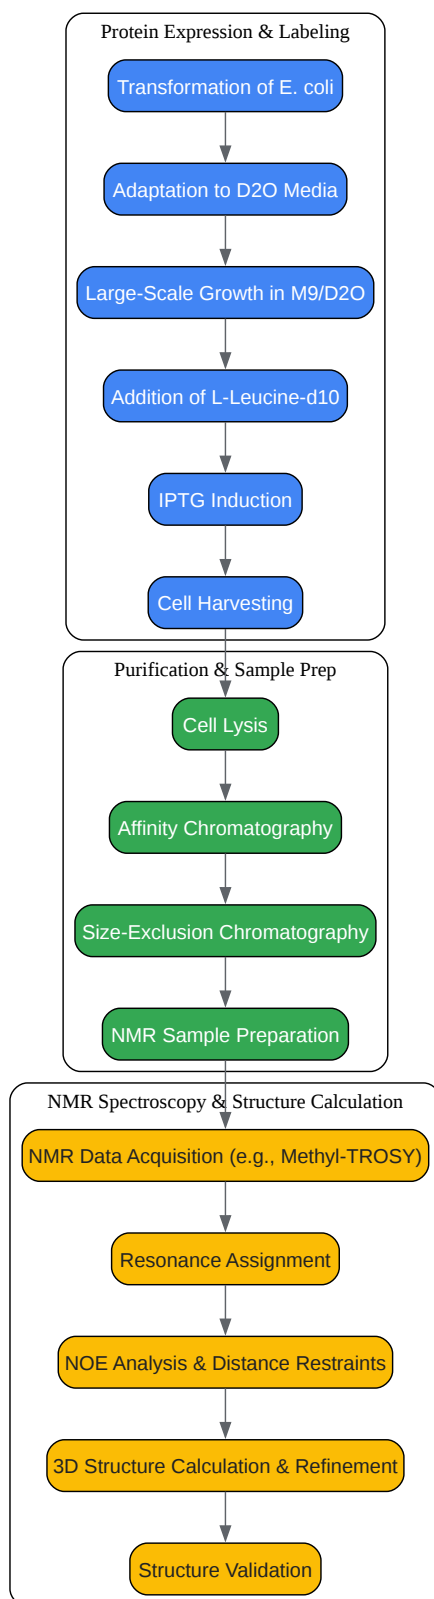 Protein Expression & Labeling
Transformation of E. coli
Adaptation to D2O Media
Large-Scale Growth in M9/D2O
Addition of L-Leucine-d10
IPTG Induction
Cell Harvesting
Purification & Sample Prep
Cell Lysis
Affinity Chromatography
Size-Exclusion Chromatography
NMR Sample Preparation
NMR Spectroscopy & Structure Calculation
NMR Data Acquisition (e.g., Methyl-TROSY)
Resonance Assignment
NOE Analysis & Distance Restraints
3D Structure Calculation & Refinement
Structure Validation